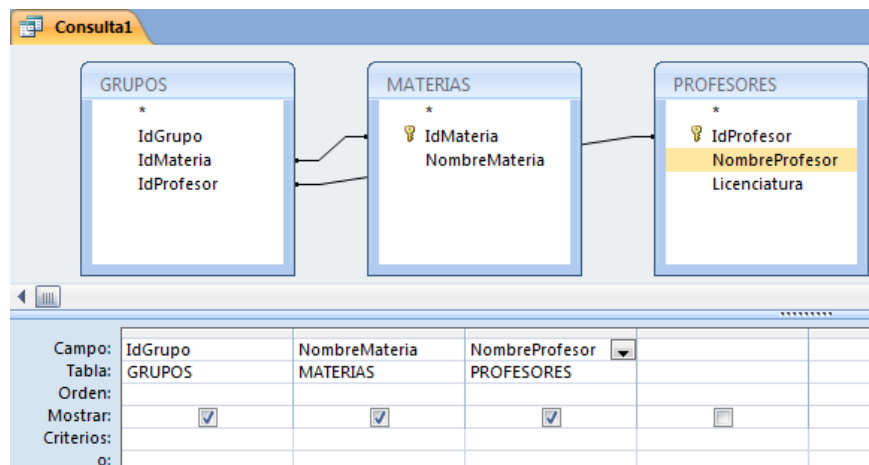 Consulta1
GRUPOS
*
IdGrupo
IdMateria
IdProfesor
MATERIAS
*
IdMateria
NombreMateria
PROFESORES
*
IdProfesor
NombreProfesor
Licenciatura
Campo: IdGrupo NombreMateria NombreProfesor
Tabla: GRUPOS MATERIAS PROFESORES
Orden:
Mostrar:
Criterios:
o: